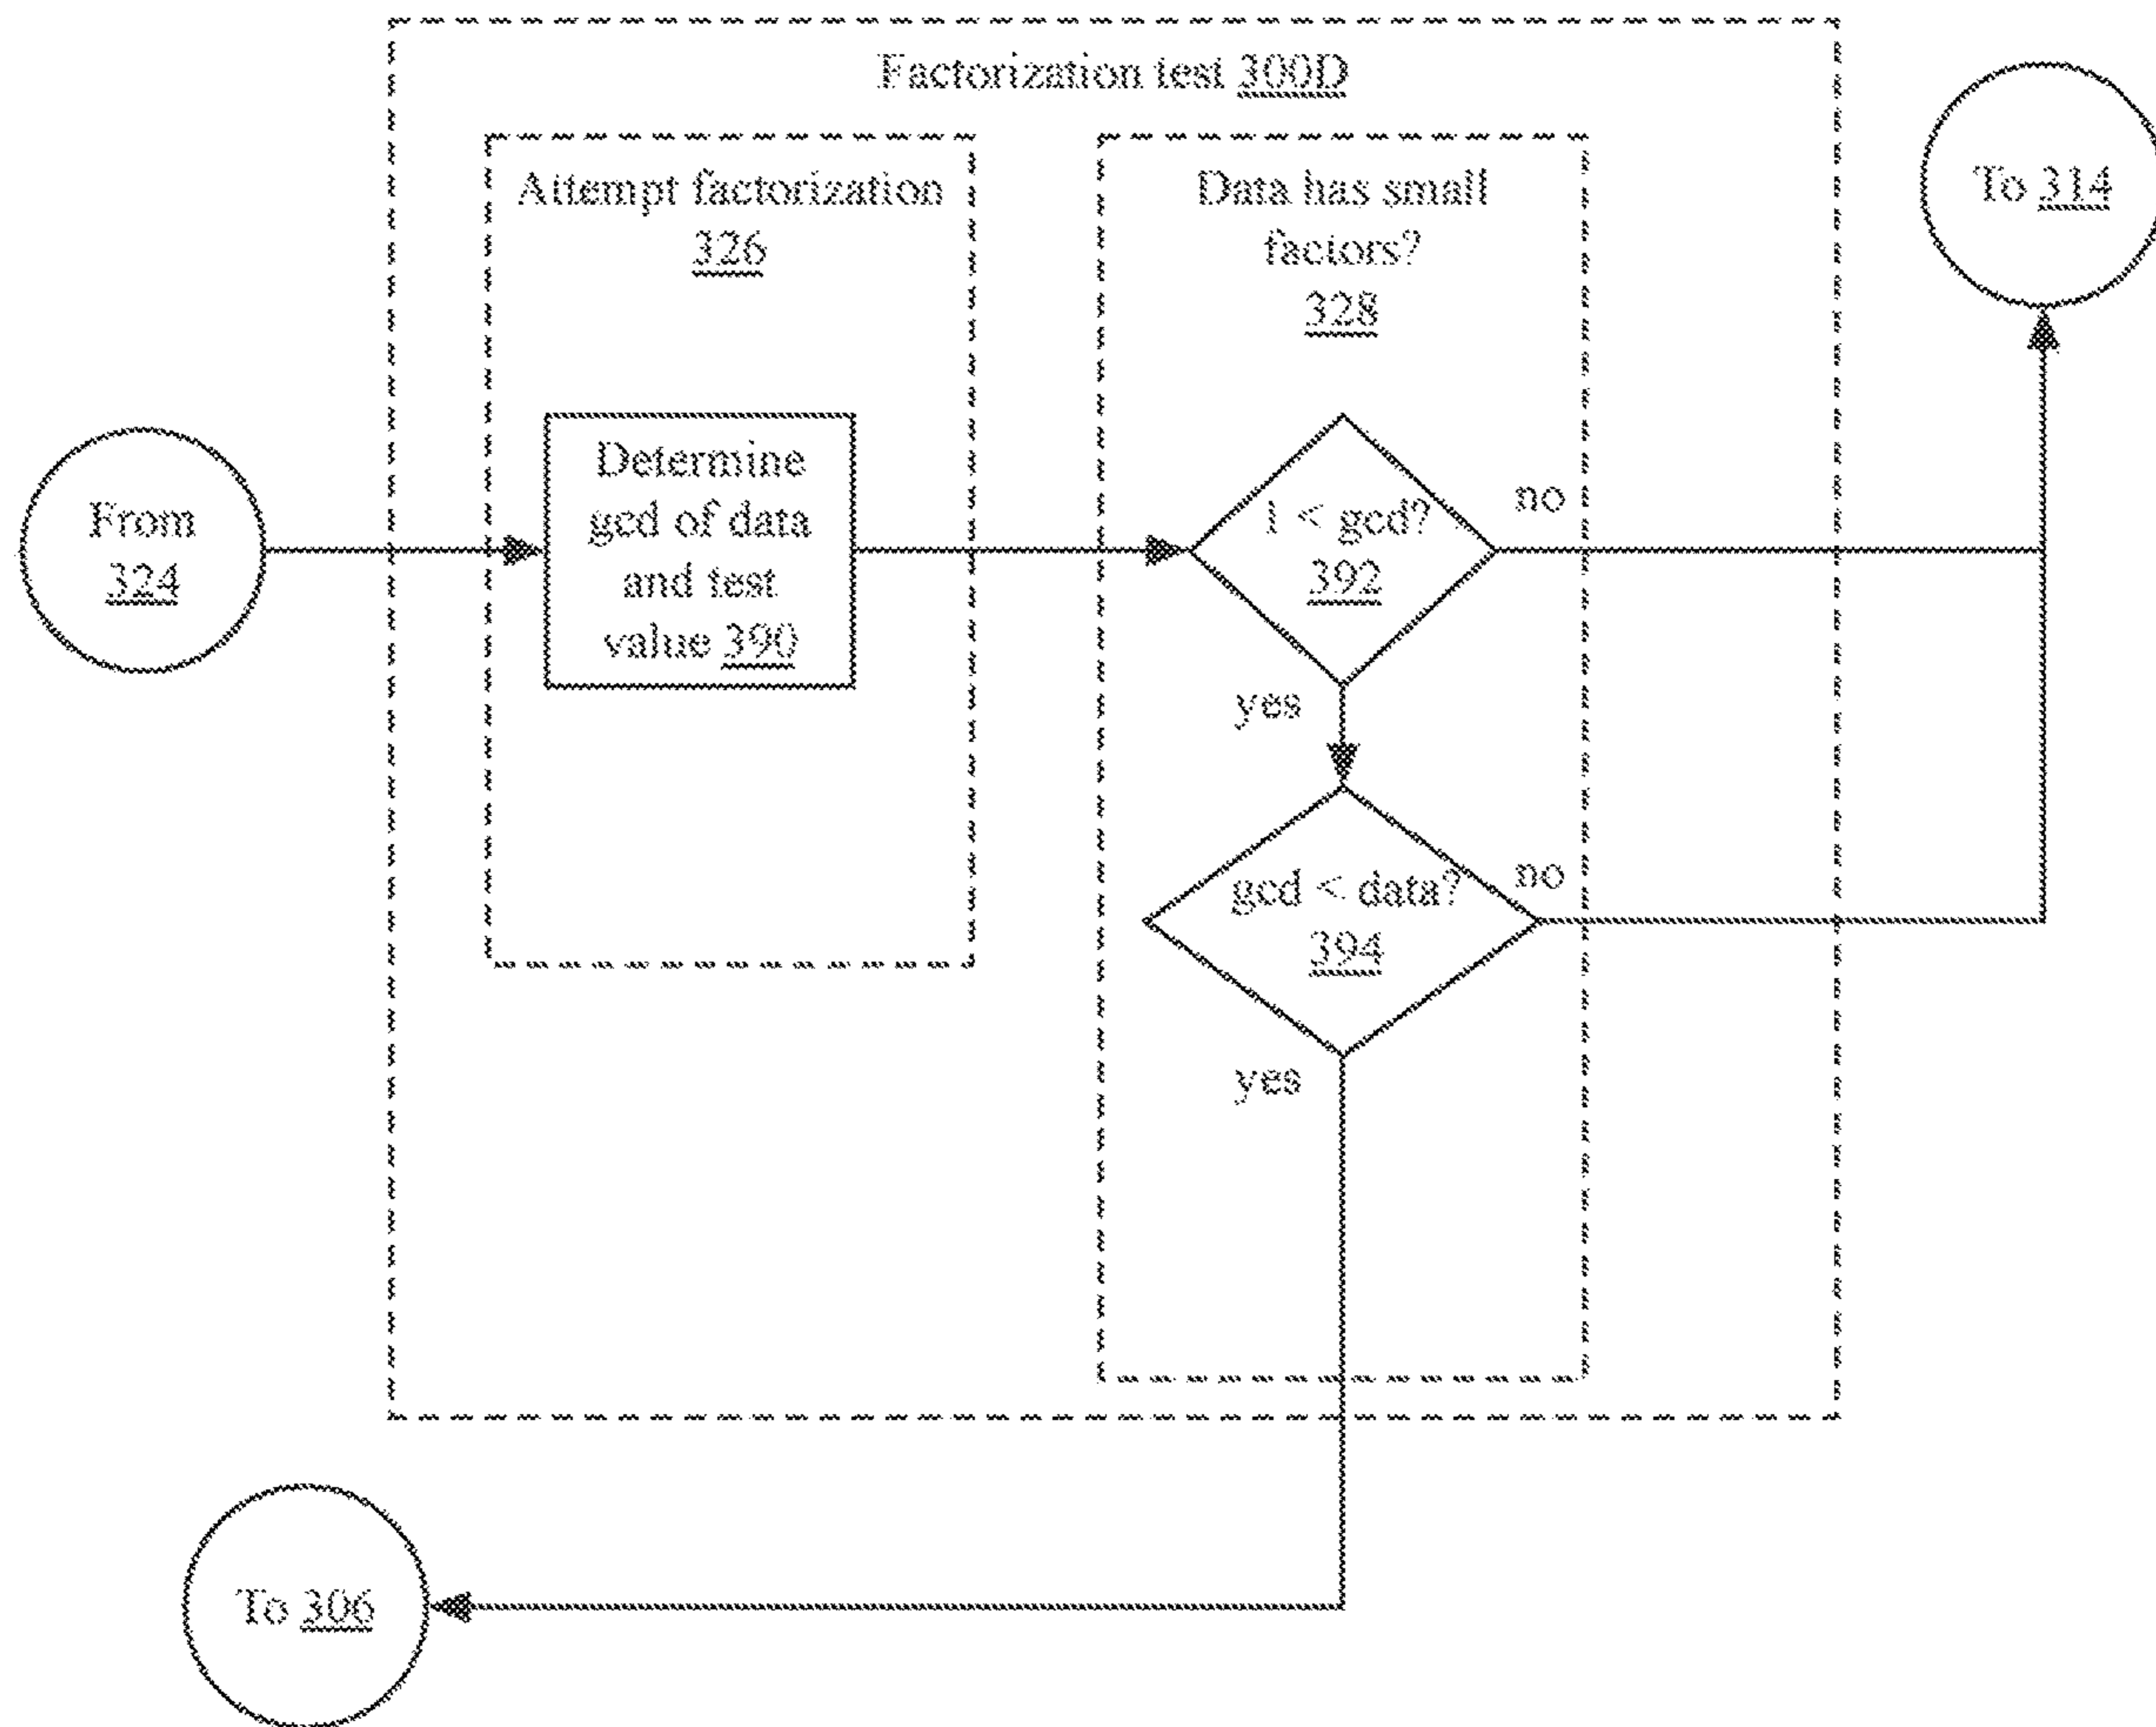 Factorization test 300D
Attempt factorization
326
Data has small
factors?
328
To 314
From
324
Determine
gcd of data
and test
value 390
1 < gcd?
392
no
yes
gcd < data?
394
no
yes
To 306